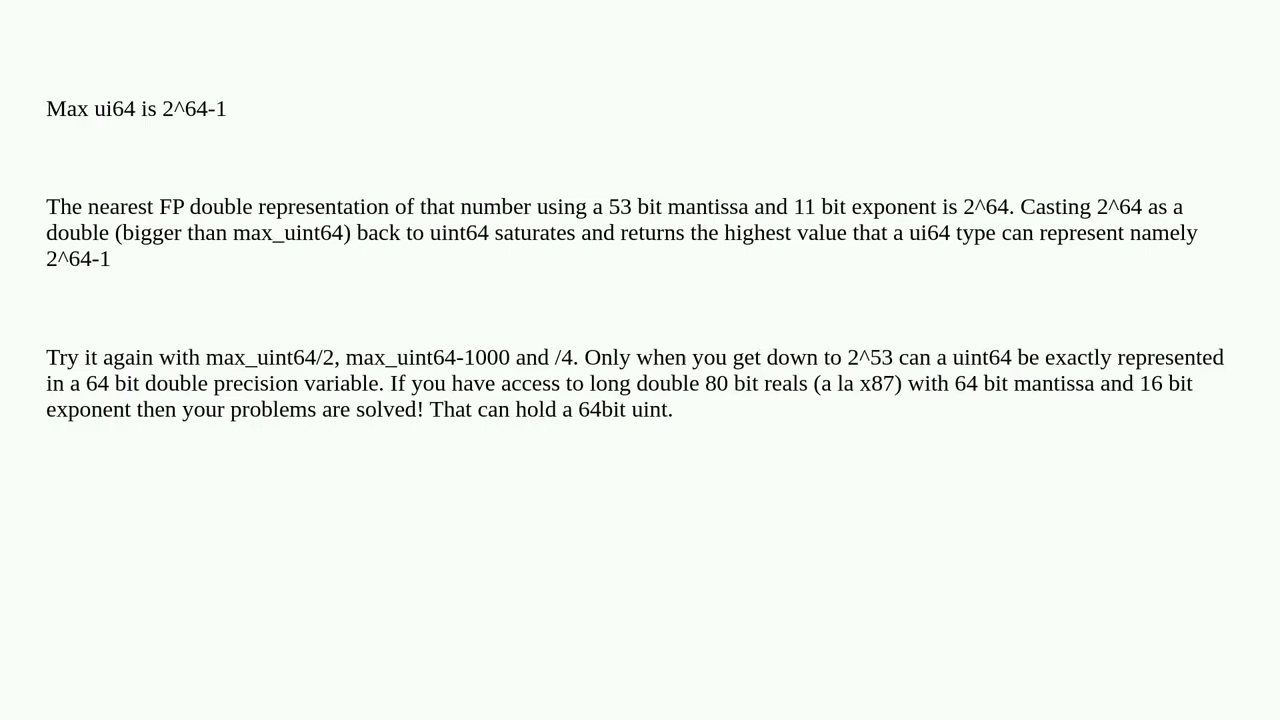 Max ui64 is 2^64-1
The nearest FP double representation of that number using a 53 bit mantissa and 11 bit exponent is 2^64. Casting 2^64 as a
double (bigger than max_uint64) back to uint64 saturates and returns the highest value that a ui64 type can represent namely
2^64-1
Try it again with max_uint64/2, max_uint64-1000 and /4. Only when you get down to 2^53 can a uint64 be exactly represented
in a 64 bit double precision variable. If you have access to long double 80 bit reals (a la x87) with 64 bit mantissa and 16 bit
exponent then your problems are solved! That can hold a 64bit uint.